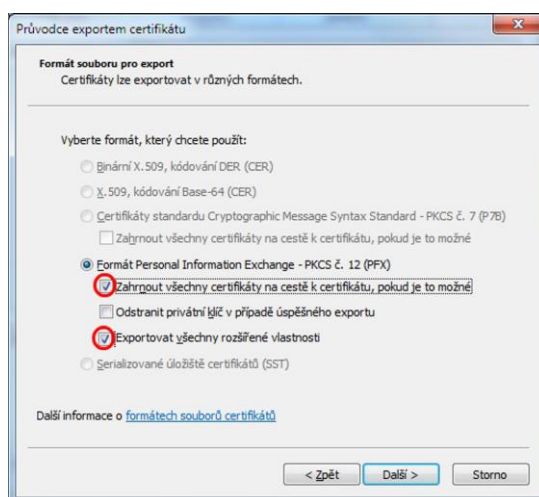 Průvodce exportem certifikátu
Formát souboru pro export
Certifikáty lze exportovat v různých formátech.
Vyberte formát, který chcete použít:
Binární X.509, kódování DER (CER)
X.509, kódování Base-64 (CER)
Certifikáty standardu Cryptographic Message Syntax Standard - PKCS č. 7 (P7B)
Zahrnout všechny certifikáty na cestě k certifikátu, pokud je to možné
Formát Personal Information Exchange - PKCS č. 12 (PFX)
Zahrnout všechny certifikáty na cestě k certifikátu, pokud je to možné
Odstranit privátní klíč v případě úspěšného exportu
Exportovat všechny rozšířené vlastnosti
Serializované úložiště certifikátů (SST)
Další informace o formátech souborů certifikátů
< Zpět Další > Storno